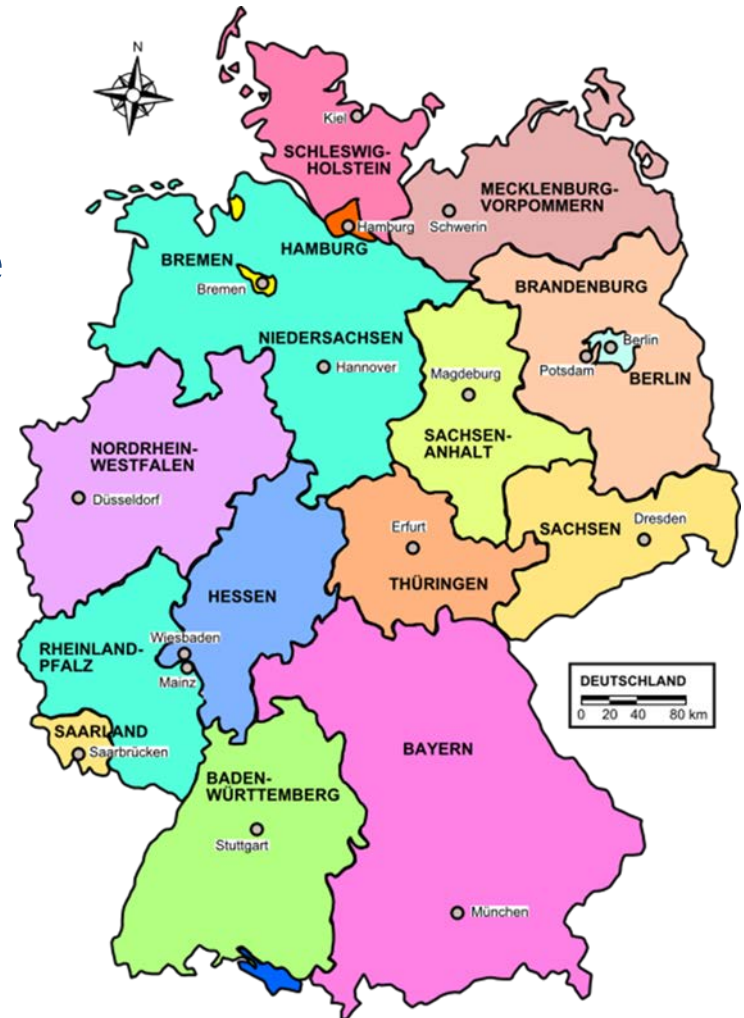 N
Kiel
SCHLESWIG-
HOLSTEIN
MECKLENBURG-
VORPOMMERN
Hamburg
Schwerin
HAMBURG
BREMEN
Bremen
e
BRANDENBURG
NIEDERSACHSEN
Hannover
Berlin
Potsdam
BERLIN
Magdeburg
SACHSEN-
ANHALT
NORDRHEIN-
WESTFALEN
Düsseldorf
Erfurt
THÜRINGEN
SACHSEN
Dresden
HESSEN
RHEINLAND-
PFALZ
Wiesbaden
Mainz
SAARLAND
Saarbrücken
DEUTSCHLAND
0 20 40 80 km
BAYERN
BADEN-
WÜRTTEMBERG
Stuttgart
München